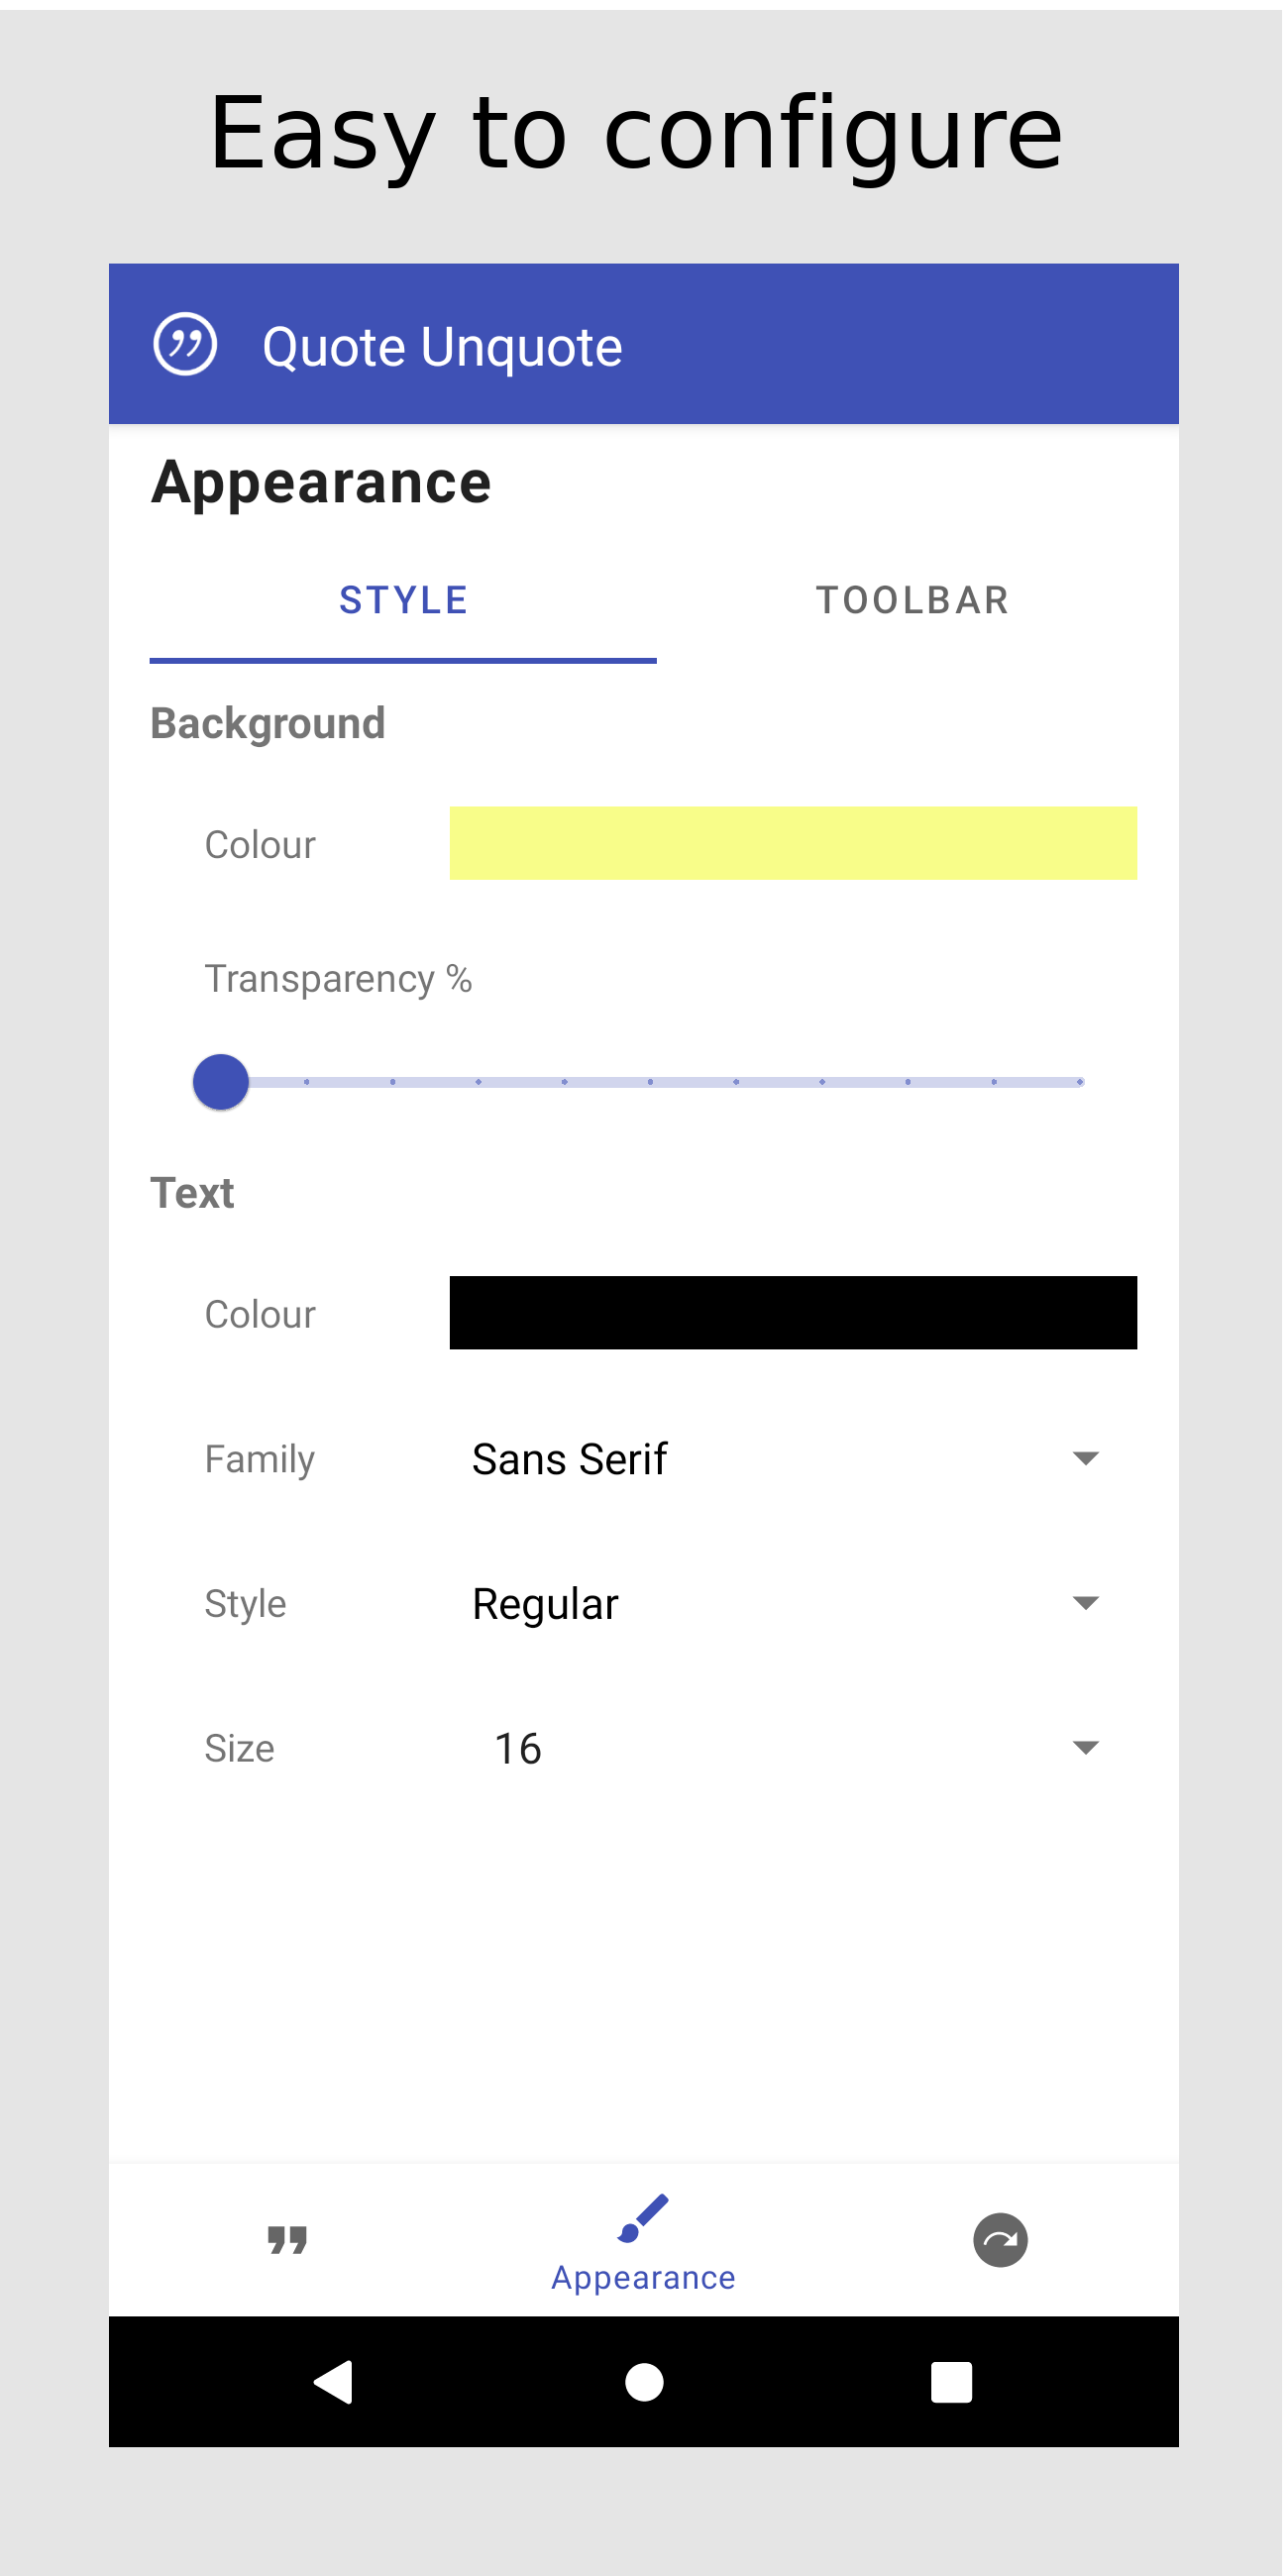 Easy to configure
Quote Unquote
Appearance
STYLE TOOLBAR
Background
Colour
Transparency %
Text
Colour
Family Sans Serif
Style Regular
Size 16
Appearance